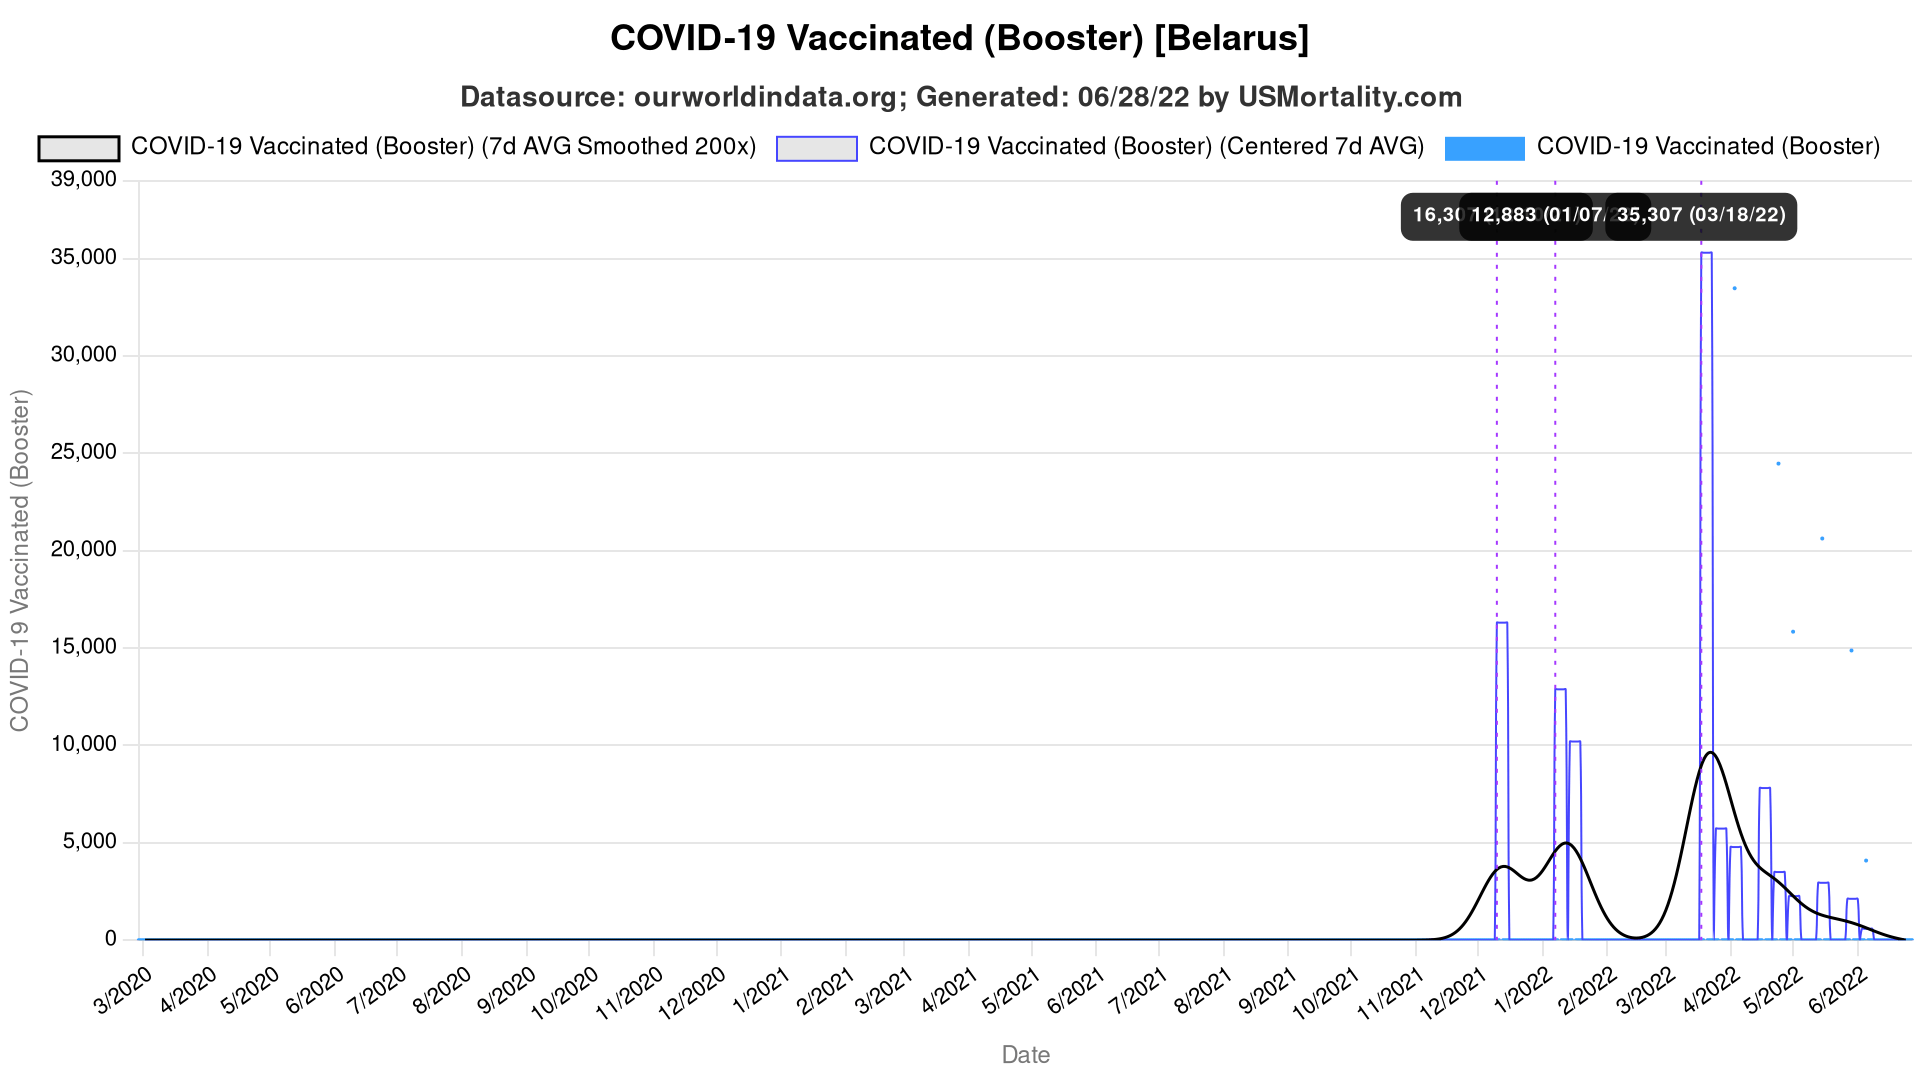 COVID-19 Vaccinated (Booster) [Belarus]
Datasource: ourworldindata.org; Generated: 06/28/22 by USMortality.com
COVID-19 Vaccinated (Booster) (7d AVG Smoothed 200x) COVID-19 Vaccinated (Booster) (Centered 7d AVG) COVID-19 Vaccinated (Booster)
16,307 12,883 (01/07/ 35,307 (03/18/22)
39,000
35,000
30,000
25,000
20,000
15,000
10,000
5,000
0
COVID-19 Vaccinated (Booster)
3/2020 4/2020 5/2020 6/2020 7/2020 8/2020 9/2020 10/2020 11/2020 12/2020 1/2021 2/2021 3/2021 4/2021 5/2021 6/2021 7/2021 8/2021 9/2021 10/2021 11/2021 12/2021 1/2022 2/2022 3/2022 4/2022 5/2022 6/2022
Date